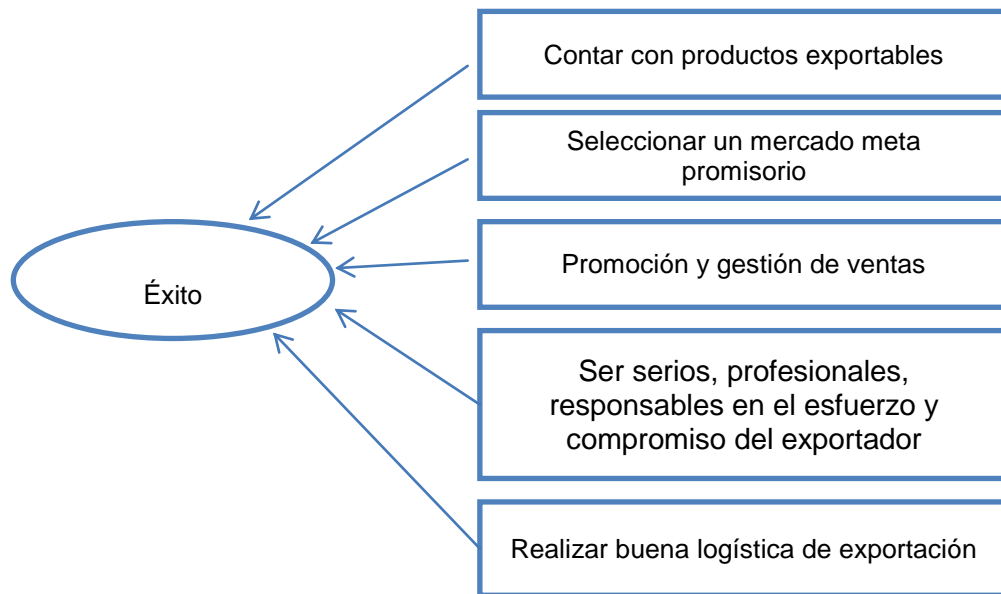 Contar con productos exportables
Seleccionar un mercado meta
promisorio
Promoción y gestión de ventas
Éxito
Ser serios, profesionales,
responsables en el esfuerzo y
compromiso del exportador
Realizar buena logística de exportación